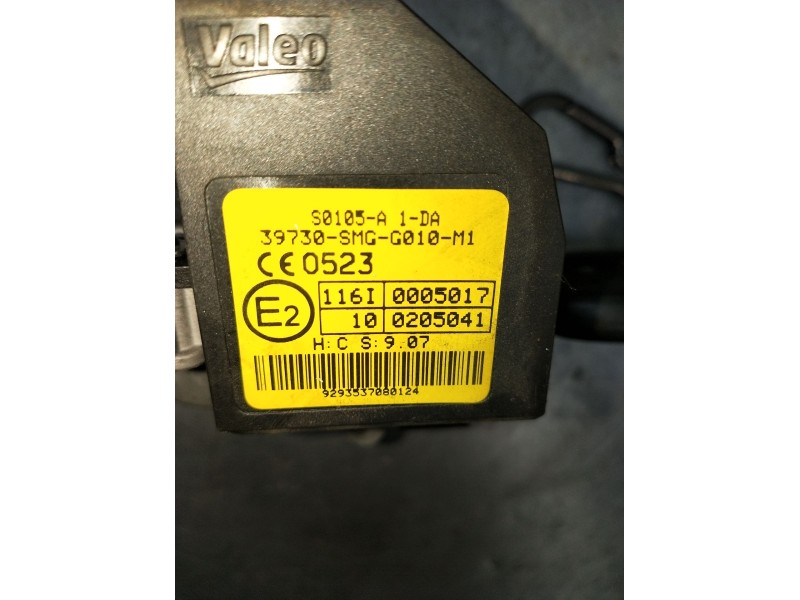 Valeo
S0105-A 1-DA
39730-SMG-G010-M1
CE 0523
E2 116I 0005017
10 0205041
H: C S: 9.07
9293537080124